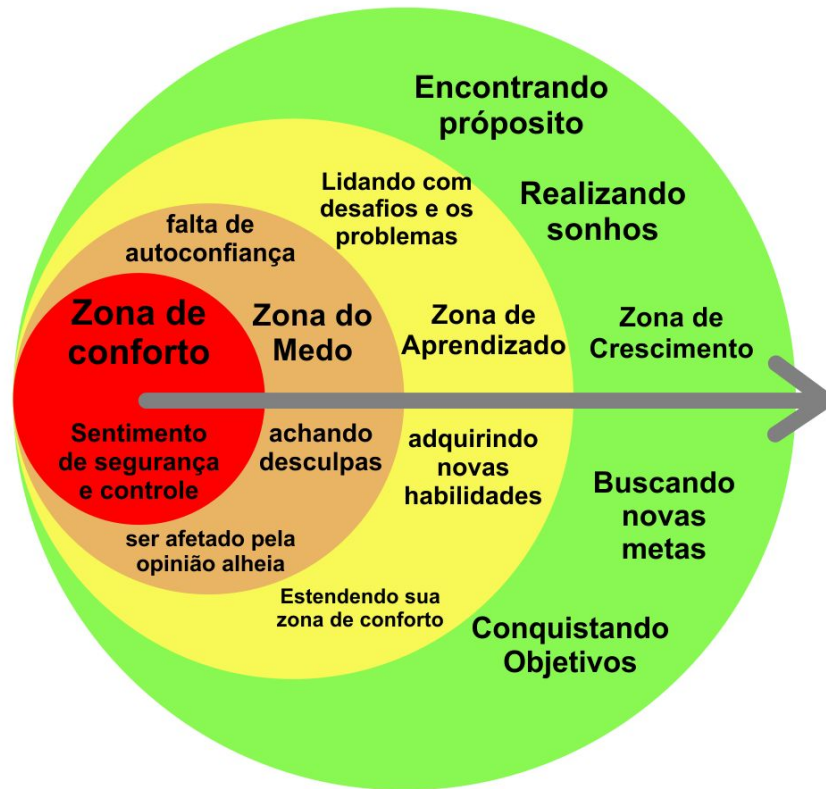 Encontrando
próposito
Lidando com
desafios e os
problemas
Realizando
sonhos
falta de
autoconfiança
Zona de
conforto
Zona do
Medo
Zona de
Aprendizado
Zona de
Crescimento
Sentimento
de segurança
e controle
achando
desculpas
adquirindo
novas
habilidades
Buscando
novas
metas
ser afetado pela
opinião alheia
Estendendo sua
zona de conforto
Conquistando
Objetivos